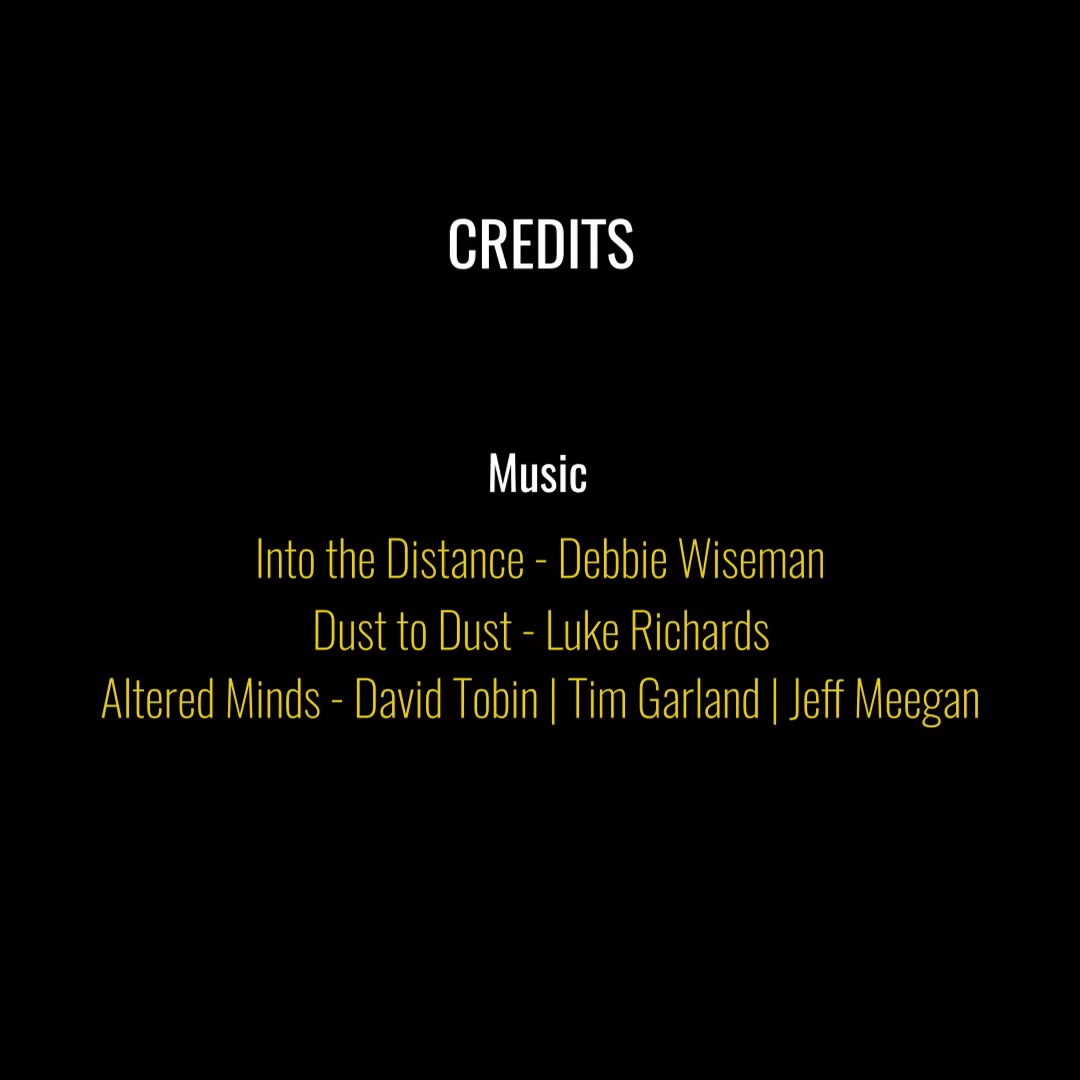 CREDITS
Music
Into the Distance - Debbie Wiseman
Dust to Dust - Luke Richards
Altered Minds - David Tobin | Tim Garland | Jeff Meegan